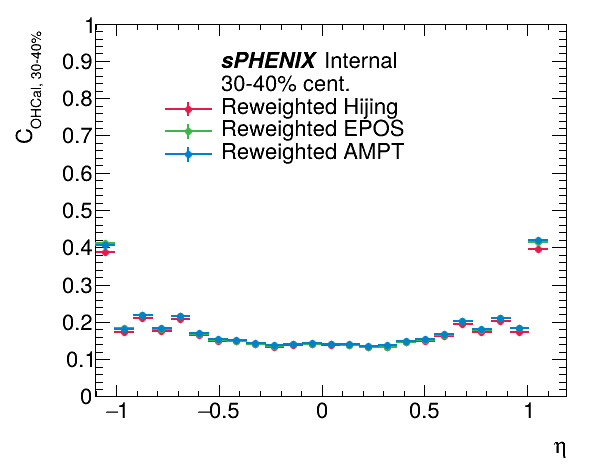 sPHENIX Internal
30-40% cent.
Reweighted Hijing
Reweighted EPOS
Reweighted AMPT
C_OHCal, 30-40%
1
0.9
0.8
0.7
0.6
0.5
0.4
0.3
0.2
0.1
0
−1 −0.5 0 0.5 1
η